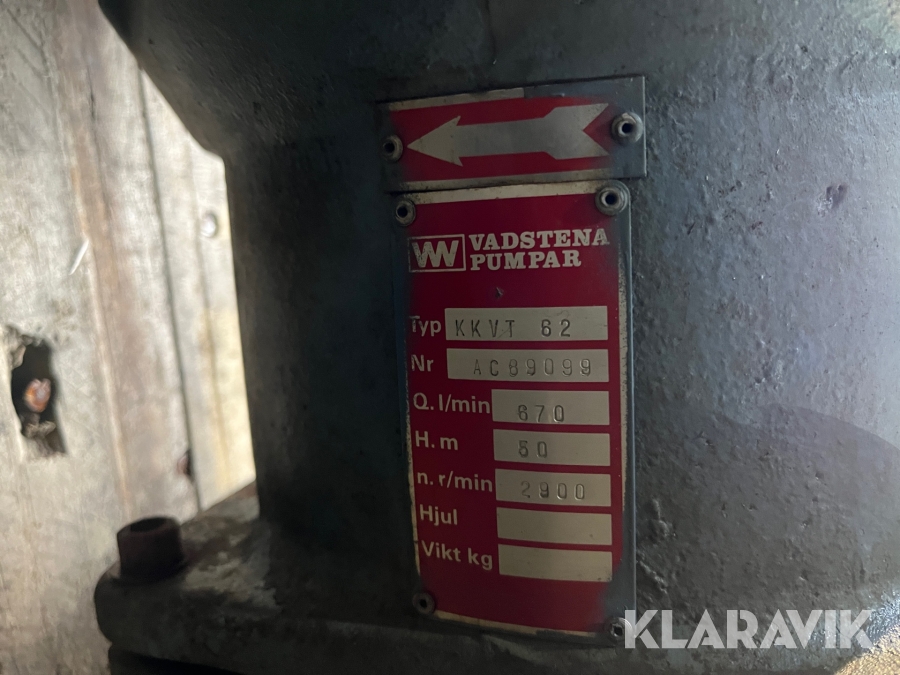 VW VADSTENA
PUMPAR
Typ KKVT 62
Nr AC89099
Q. l/min 670
H. m 50
n. r/min 2900
Hjul
Vikt kg
KLARAVIK